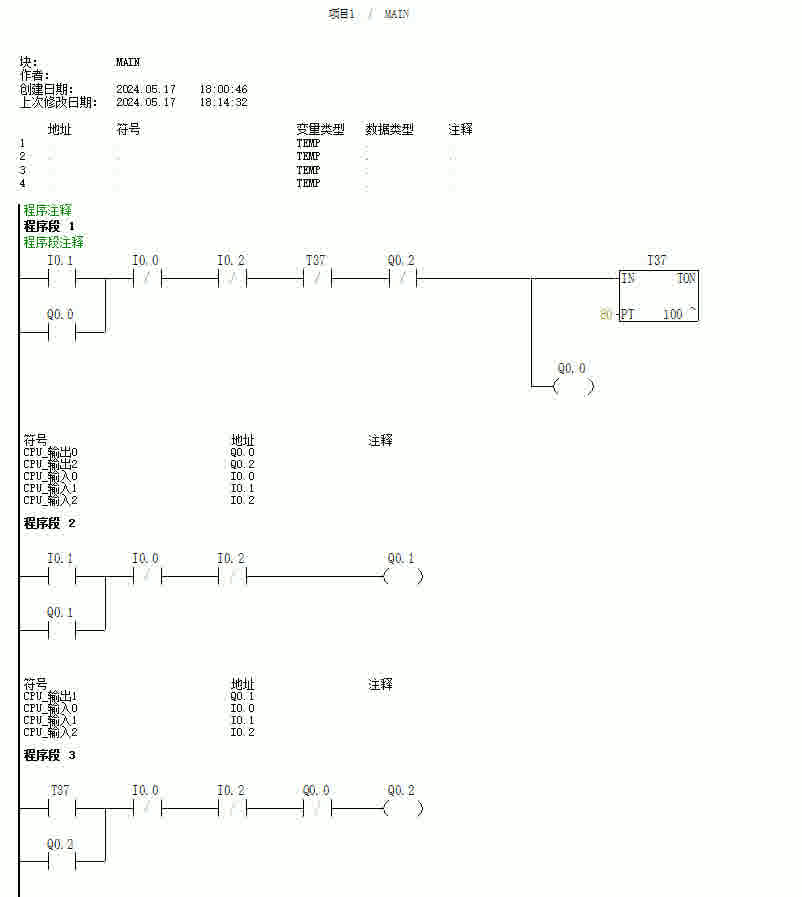 项目1 / MAIN
块: MAIN
作者:
创建日期: 2024.05.17 18:00:46
上次修改日期: 2024.05.17 18:14:32
地址 符号 变量类型 数据类型 注释
1 TEMP
2 TEMP
3 TEMP
4 TEMP
程序注释
程序段 1
程序段注释
I0.1 I0.0 I0.2 T37 Q0.2 T37
IN TON
Q0.0 80 PT 100 ~
Q0.0
符号 地址 注释
CPU_输出0 Q0.0
CPU_输出2 Q0.2
CPU_输入0 I0.0
CPU_输入1 I0.1
CPU_输入2 I0.2
程序段 2
I0.1 I0.0 I0.2 Q0.1
Q0.1
符号 地址 注释
CPU_输出1 Q0.1
CPU_输入0 I0.0
CPU_输入1 I0.1
CPU_输入2 I0.2
程序段 3
T37 I0.0 I0.2 Q0.0 Q0.2
Q0.2